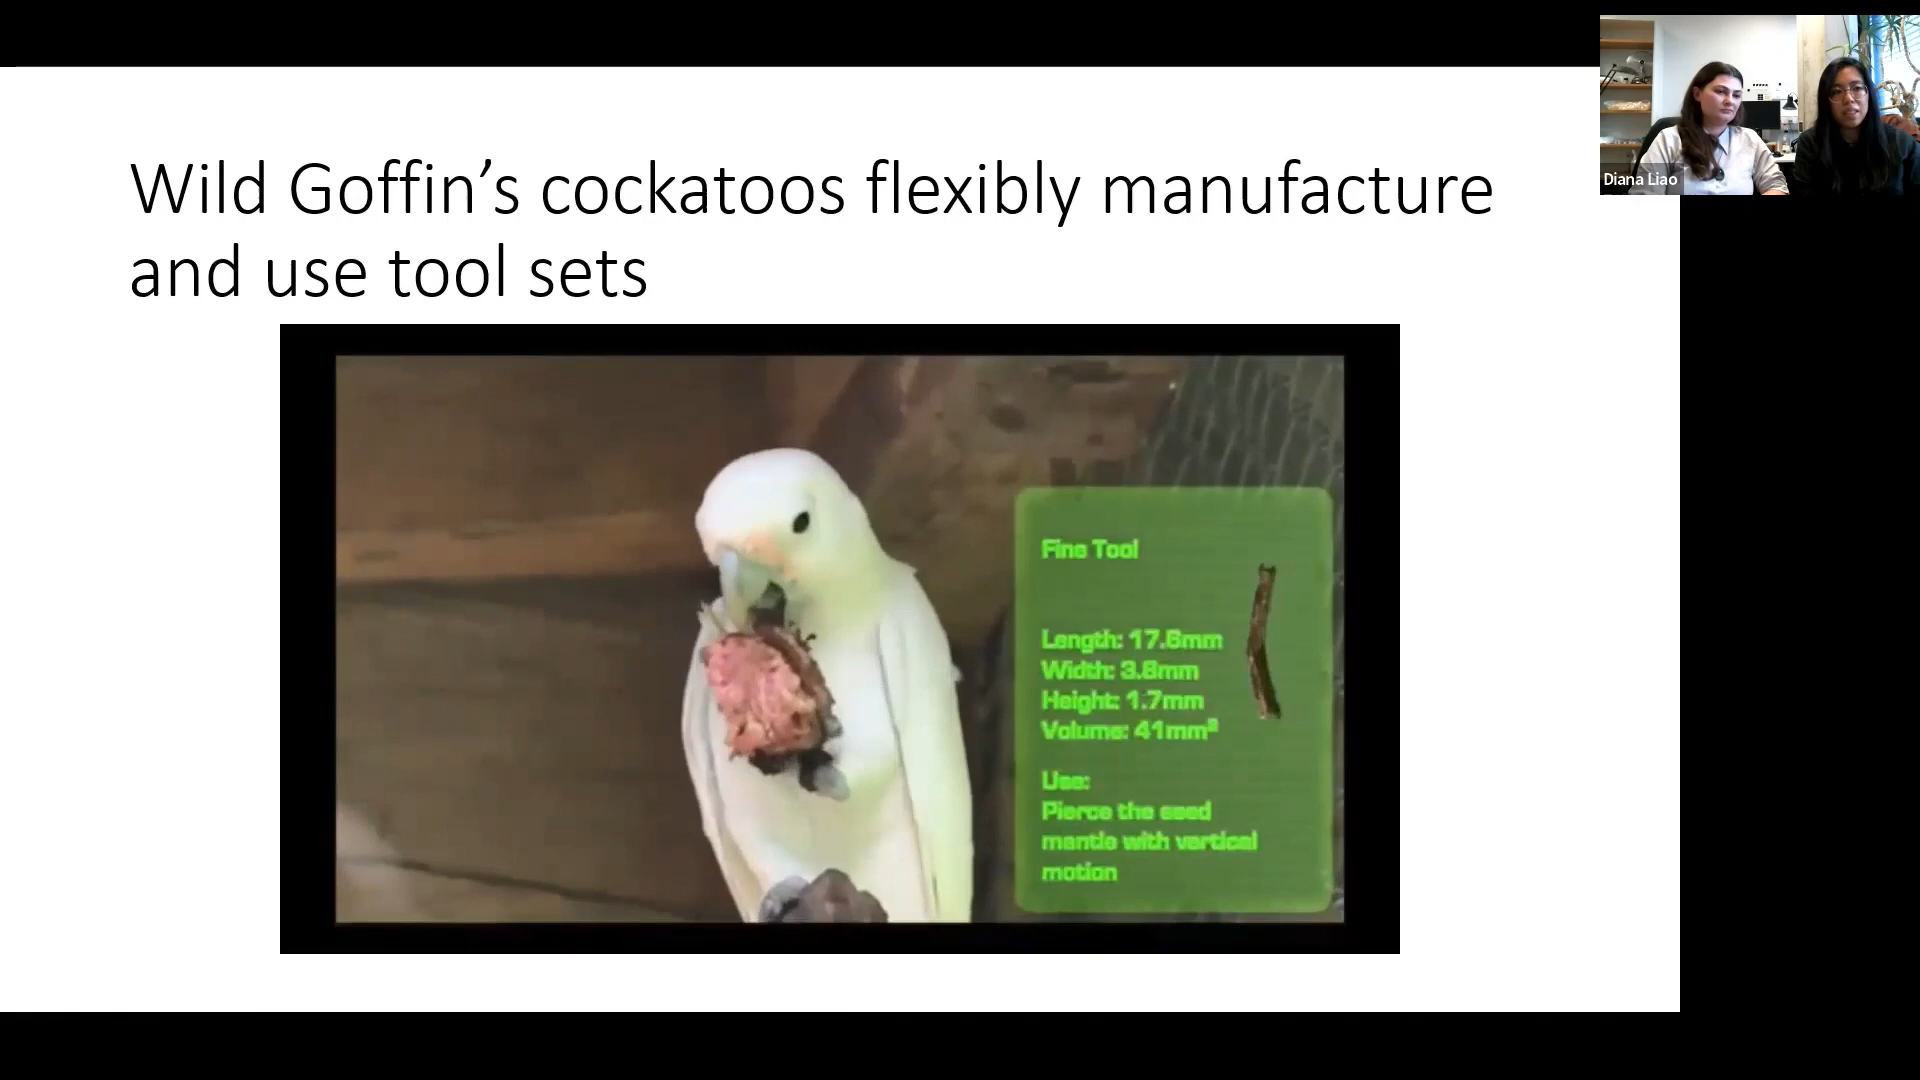 Diana Liao
Wild Goffin’s cockatoos flexibly manufacture
and use tool sets
Fine Tool
Length: 17.6mm
Width: 3.8mm
Height: 1.7mm
Volume: 41mm³
Use:
Pierce the seed
mantle with vertical
motion